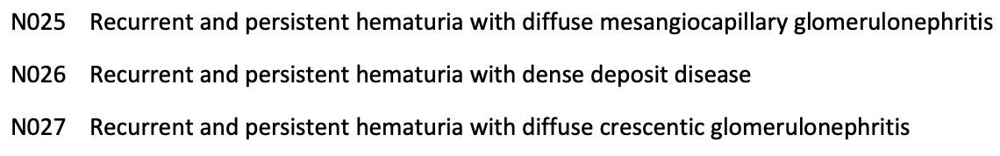 N025 Recurrent and persistent hematuria with diffuse mesangiocapillary glomerulonephritis
N026 Recurrent and persistent hematuria with dense deposit disease
N027 Recurrent and persistent hematuria with diffuse crescentic glomerulonephritis